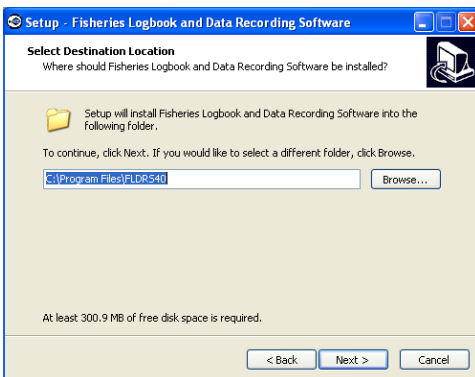 Setup - Fisheries Logbook and Data Recording Software
Select Destination Location
Where should Fisheries Logbook and Data Recording Software be installed?
Setup will install Fisheries Logbook and Data Recording Software into the
following folder.
To continue, click Next. If you would like to select a different folder, click Browse.
C:\Program Files\FLDRS40
Browse...
At least 300.9 MB of free disk space is required.
< Back
Next >
Cancel